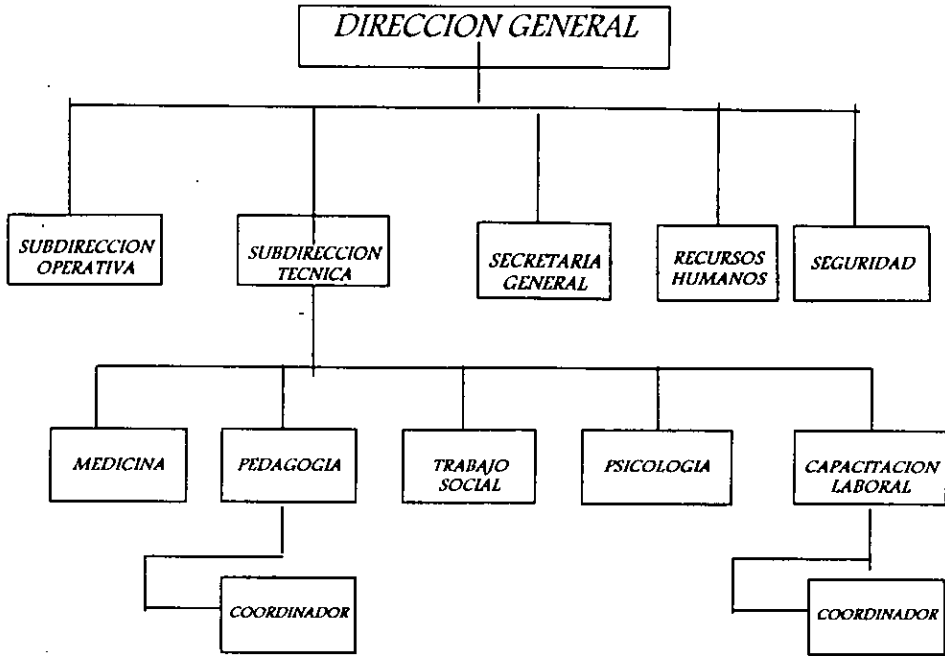 DIRECCION GENERAL
SUBDIRECCION
OPERATIVA
SUBDIRECCION
TECNICA
SECRETARIA
GENERAL
RECURSOS
HUMANOS
SEGURIDAD
MEDICINA
PEDAGOGIA
TRABAJO
SOCIAL
PSICOLOGIA
CAPACITACION
LABORAL
COORDINADOR
COORDINADOR